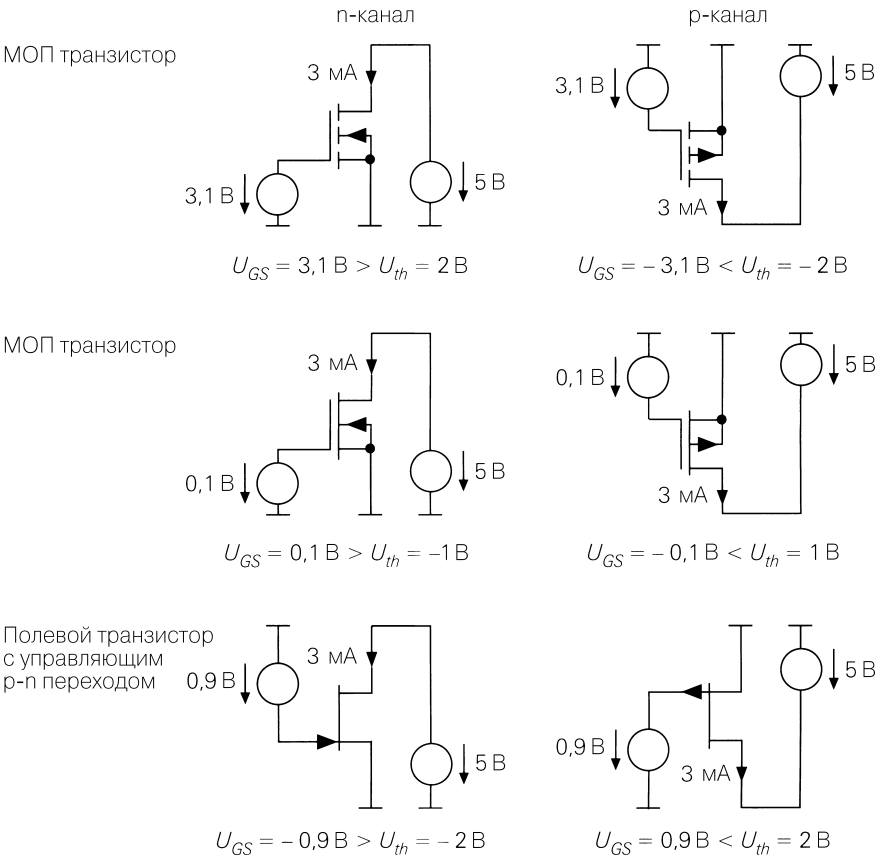 n-канал
p-канал
МОП транзистор
3 мА
3,1 В
5 В
3,1 В
5 В
3 мА
U_GS = 3,1 В > U_th = 2 В
U_GS = – 3,1 В < U_th = – 2 В
МОП транзистор
3 мА
0,1 В
5 В
0,1 В
5 В
3 мА
U_GS = 0,1 В > U_th = –1 В
U_GS = – 0,1 В < U_th = 1 В
Полевой транзистор
с управляющим
p-n переходом
3 мА
0,9 В
5 В
5 В
0,9 В
3 мА
U_GS = – 0,9 В > U_th = – 2 В
U_GS = 0,9 В < U_th = 2 В